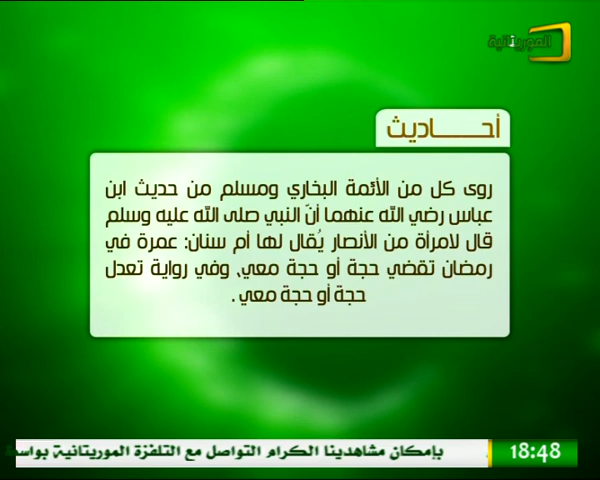 الموريتانية
أحـــــاديث
روى كل من الأئمة البخاري ومسلم من حديث ابن
عباس رضي الله عنهما أنّ النبي صلى الله عليه وسلم
قال لامرأة من الأنصار يُقال لها أم سنان: عمرة في
رمضان تقضي حجة أو حجة معي، وفي رواية تعدل
حجة أو حجة معي .
بإمكان مشاهدينا الكرام التواصل مع التلفزة الموريتانية
18:48